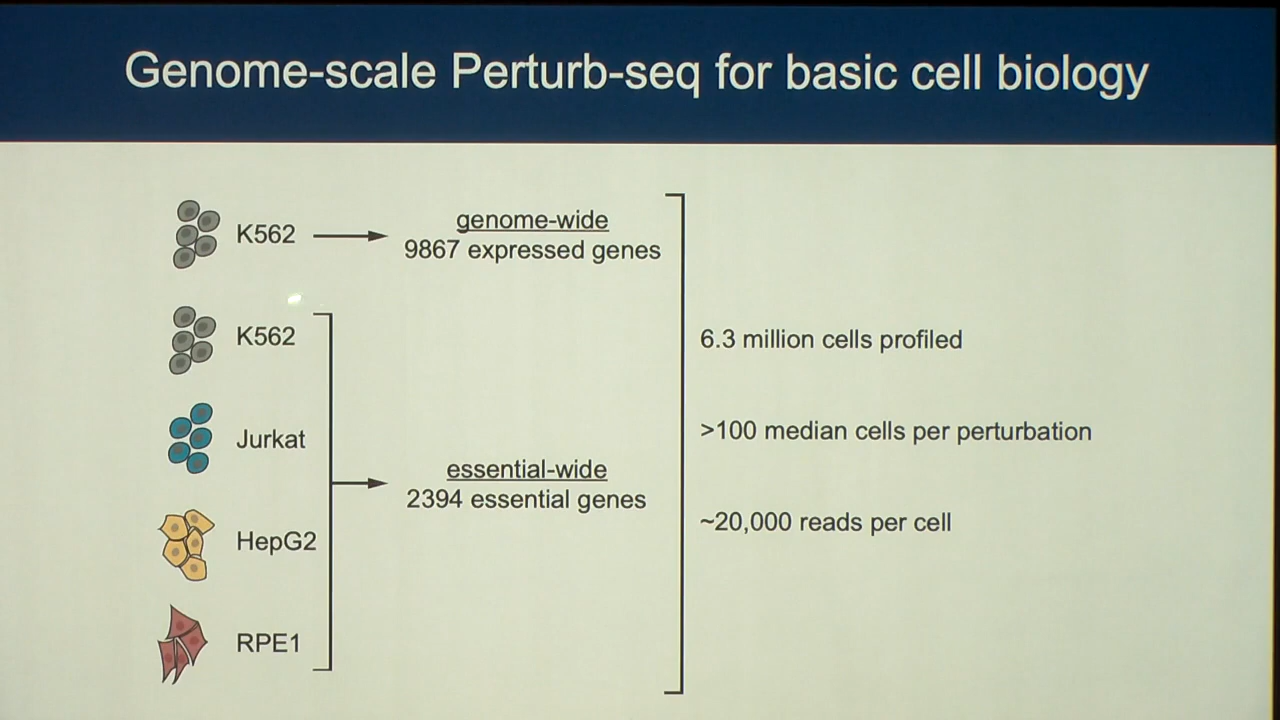 Genome-scale Perturb-seq for basic cell biology
K562
genome-wide
9867 expressed genes
K562
Jurkat
HepG2
RPE1
essential-wide
2394 essential genes
6.3 million cells profiled
>100 median cells per perturbation
~20,000 reads per cell